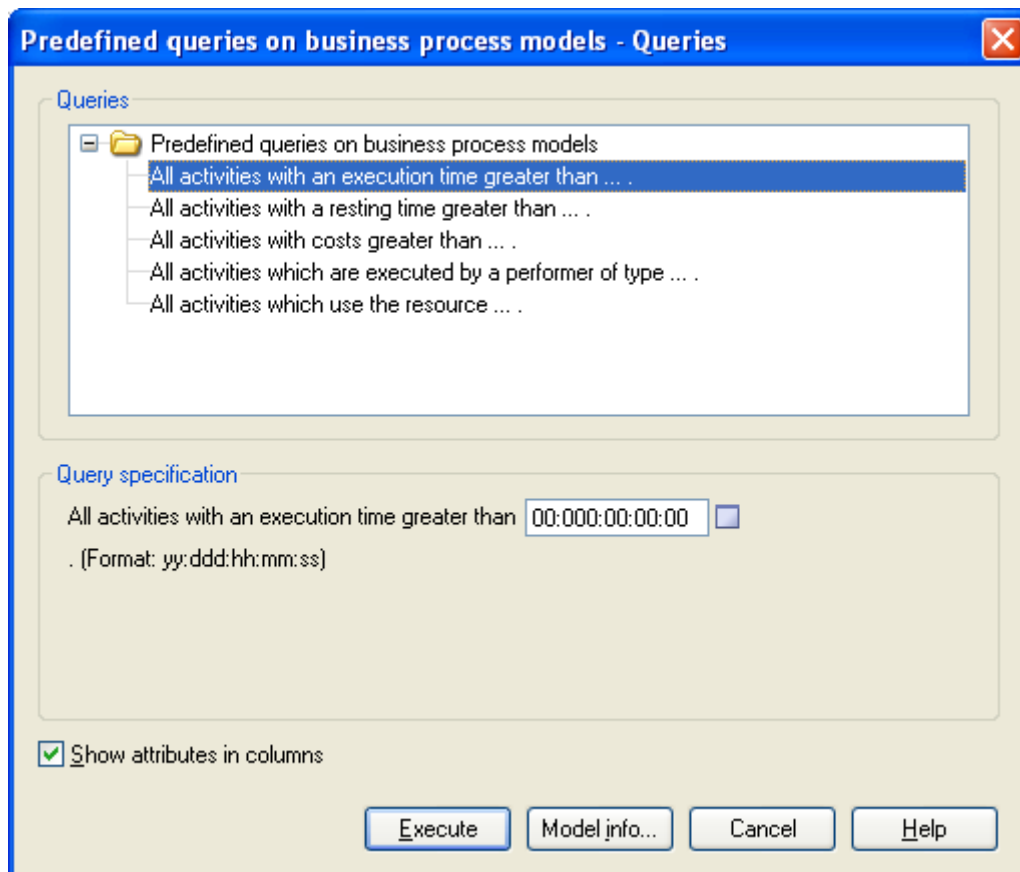 Predefined queries on business process models - Queries
Queries
Predefined queries on business process models
All activities with an execution time greater than ... .
All activities with a resting time greater than ... .
All activities with costs greater than ... .
All activities which are executed by a performer of type ... .
All activities which use the resource ... .
Query specification
All activities with an execution time greater than 00:000:00:00:00
. (Format: yy:ddd:hh:mm:ss)
Show attributes in columns
Execute Model info... Cancel Help